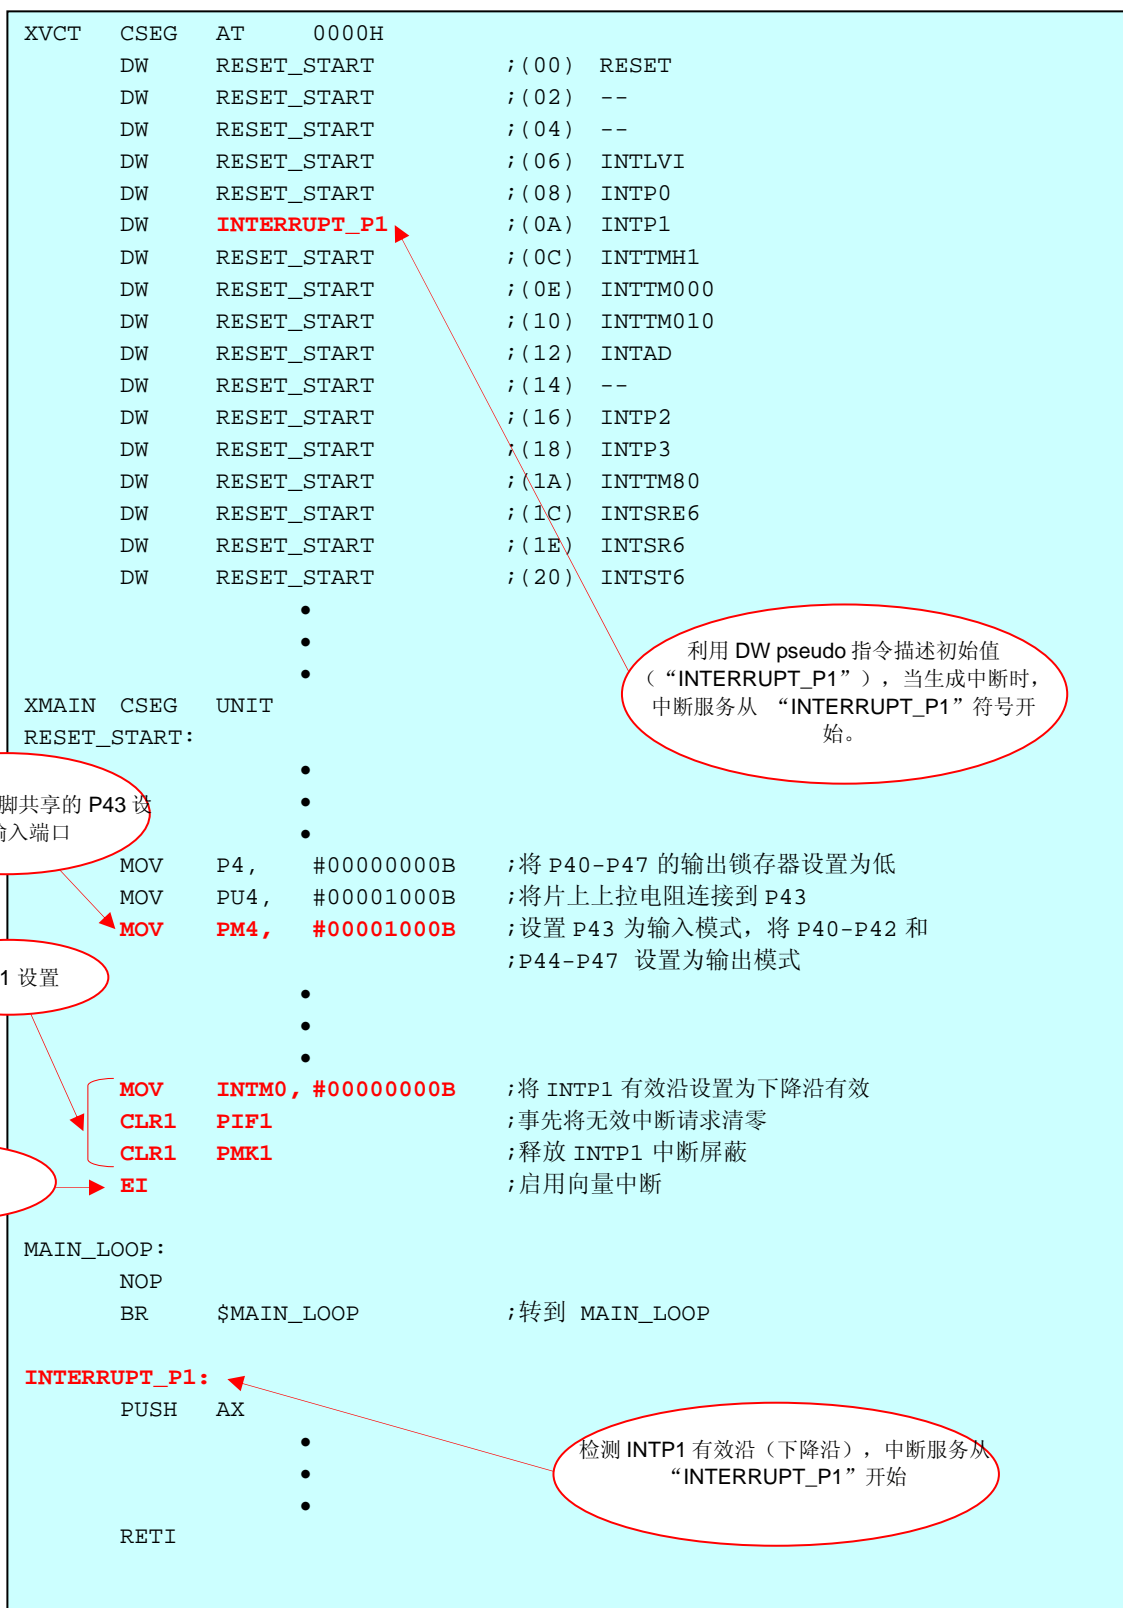 XVCT CSEG AT 0000H
DW RESET_START ;(00) RESET
DW RESET_START ;(02) --
DW RESET_START ;(04) --
DW RESET_START ;(06) INTLVI
DW RESET_START ;(08) INTP0
DW INTERRUPT_P1 ;(0A) INTP1
DW RESET_START ;(0C) INTTMH1
DW RESET_START ;(0E) INTTM000
DW RESET_START ;(10) INTTM010
DW RESET_START ;(12) INTAD
DW RESET_START ;(14) --
DW RESET_START ;(16) INTP2
DW RESET_START ;(18) INTP3
DW RESET_START ;(1A) INTTM80
DW RESET_START ;(1C) INTSRE6
DW RESET_START ;(1E) INTSR6
DW RESET_START ;(20) INTST6
•
•
•
利用 DW pseudo 指令描述初始值
（“INTERRUPT_P1”），当生成中断时，
中断服务从 “INTERRUPT_P1”符号开
始。
XMAIN CSEG UNIT
RESET_START:
•
•
•
脚共享的 P43 设
输入端口
MOV P4, #00000000B ;将 P40-P47 的输出锁存器设置为低
MOV PU4, #00001000B ;将片上上拉电阻连接到 P43
MOV PM4, #00001000B ;设置 P43 为输入模式，将 P40-P42 和
;P44-P47 设置为输出模式
1 设置
•
•
•
MOV INTM0, #00000000B ;将 INTP1 有效沿设置为下降沿有效
CLR1 PIF1 ;事先将无效中断请求清零
CLR1 PMK1 ;释放 INTP1 中断屏蔽
EI ;启用向量中断
MAIN_LOOP:
NOP
BR $MAIN_LOOP ;转到 MAIN_LOOP
INTERRUPT_P1:
PUSH AX
•
•
•
检测 INTP1 有效沿（下降沿），中断服务从
“INTERRUPT_P1”开始
RETI